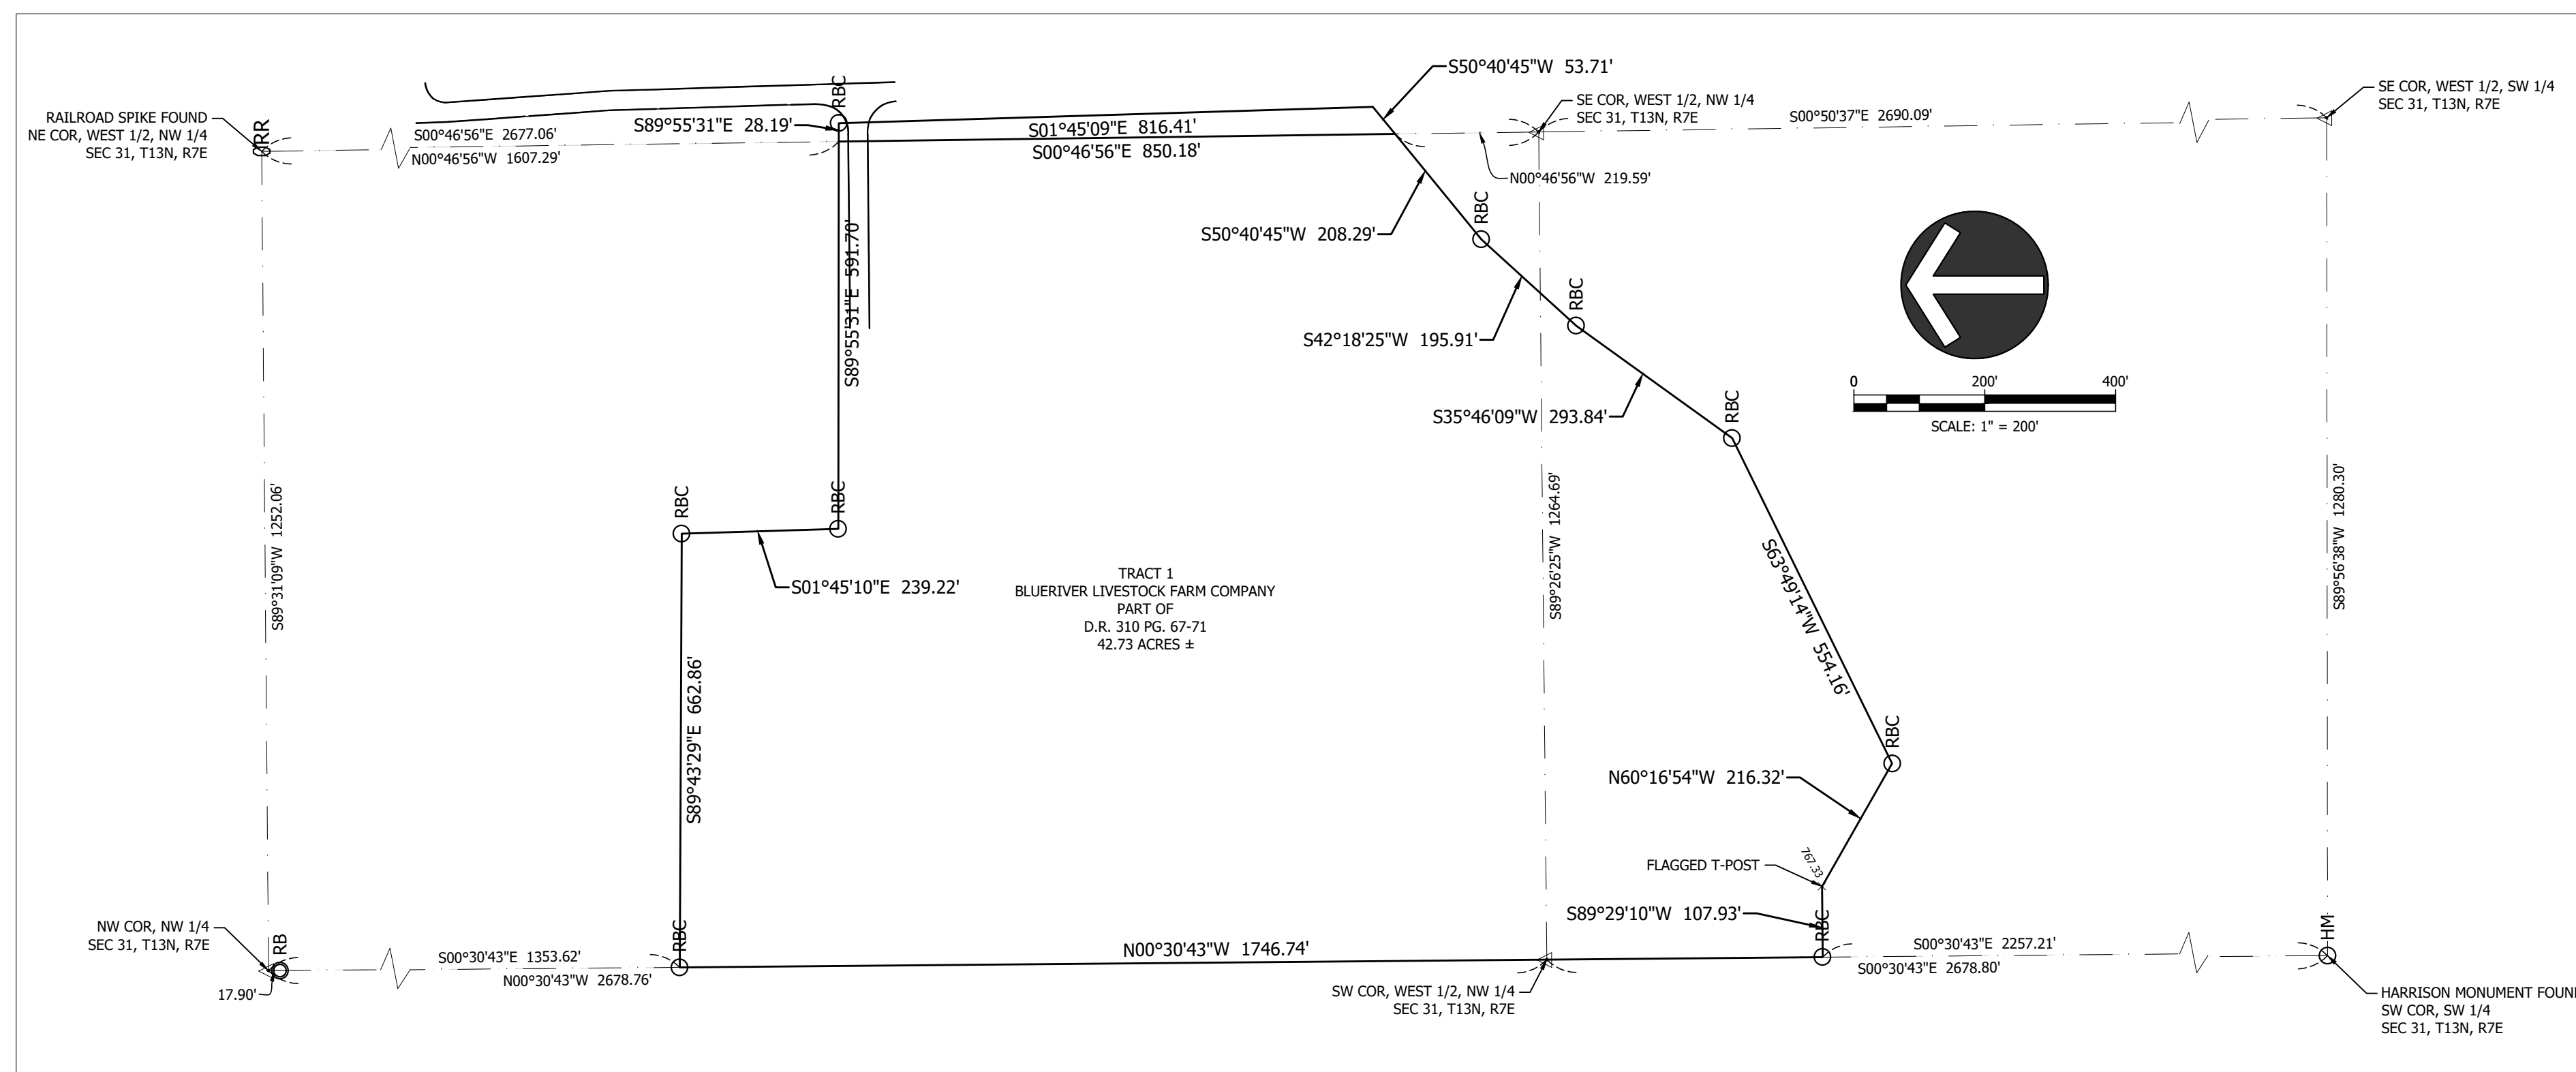 S50°40'45"W 53.71'
RBC
RAILROAD SPIKE FOUND
NE COR, WEST 1/2, NW 1/4
SEC 31, T13N, R7E
RR
S00°46'56"E 2677.06'
N00°46'56"W 1607.29'
S89°55'31"E 28.19'
S01°45'09"E 816.41'
S00°46'56"E 850.18'
SE COR, WEST 1/2, NW 1/4
SEC 31, T13N, R7E
S00°50'37"E 2690.09'
SE COR, WEST 1/2, SW 1/4
SEC 31, T13N, R7E
N00°46'56"W 219.59'
S89°55'31"E 591.70'
S50°40'45"W 208.29'
RBC
S42°18'25"W 195.91'
RBC
S35°46'09"W 293.84'
RBC
0 200' 400'
SCALE: 1" = 200'
S89°31'09"W 1252.06'
RBC
RBC
S01°45'10"E 239.22'
TRACT 1
BLUERIVER LIVESTOCK FARM COMPANY
PART OF
D.R. 310 PG. 67-71
42.73 ACRES ±
S89°26'25"W 1264.69'
S63°49'14"W 554.16'
S89°56'38"W 1280.30'
S89°43'29"E 662.86'
RBC
N60°16'54"W 216.32'
767.33
FLAGGED T-POST
S89°29'10"W 107.93'
RBC
NW COR, NW 1/4
SEC 31, T13N, R7E
RB
17.90'
S00°30'43"E 1353.62'
N00°30'43"W 2678.76'
RBC
N00°30'43"W 1746.74'
SW COR, WEST 1/2, NW 1/4
SEC 31, T13N, R7E
S00°30'43"E 2257.21'
S00°30'43"E 2678.80'
HM
HARRISON MONUMENT
SW COR, SW 1/4
SEC 31, T13N, R7E